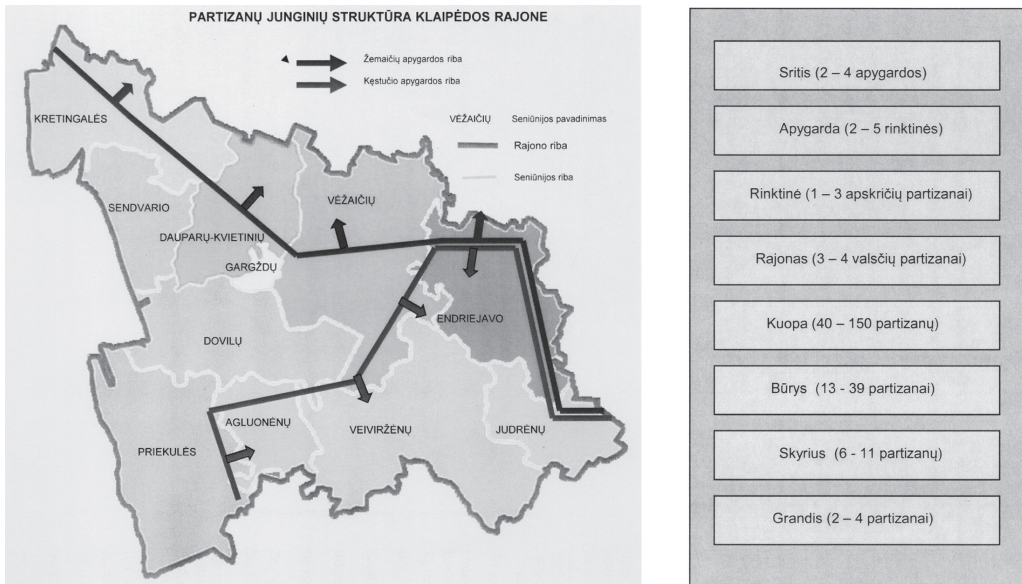 PARTIZANŲ JUNGINIŲ STRUKTŪRA KLAIPĖDOS RAJONE
Žemaičių apygardos riba
Kęstučio apygardos riba
VĖŽAIČIŲ Seniūnijos pavadinimas
Rajono riba
Seniūnijos riba
KRETINGALĖS
SENDVARIO
VĖŽAIČIŲ
DAUPARŲ-KVIETINIŲ
GARGŽDŲ
ENDRIEJAVO
DOVILŲ
AGLUONĖNŲ
VEIVIRŽĖNŲ
JUDRĖNŲ
PRIEKULĖS
Sritis (2 – 4 apygardos)
Apygarda (2 – 5 rinktinės)
Rinktinė (1 – 3 apskričių partizanai)
Rajonas (3 – 4 valsčių partizanai)
Kuopa (40 – 150 partizanų)
Būrys (13 - 39 partizanai)
Skyrius (6 - 11 partizanų)
Grandis (2 – 4 partizanai)